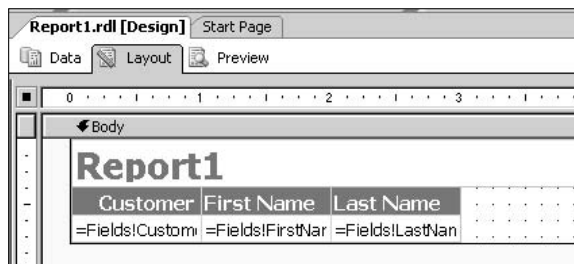 Report1.rdl [Design] Start Page
Data Layout Preview
0 1 2 3
Body
Report1
Customer First Name Last Name
=Fields!Custom =Fields!FirstNar =Fields!LastNan